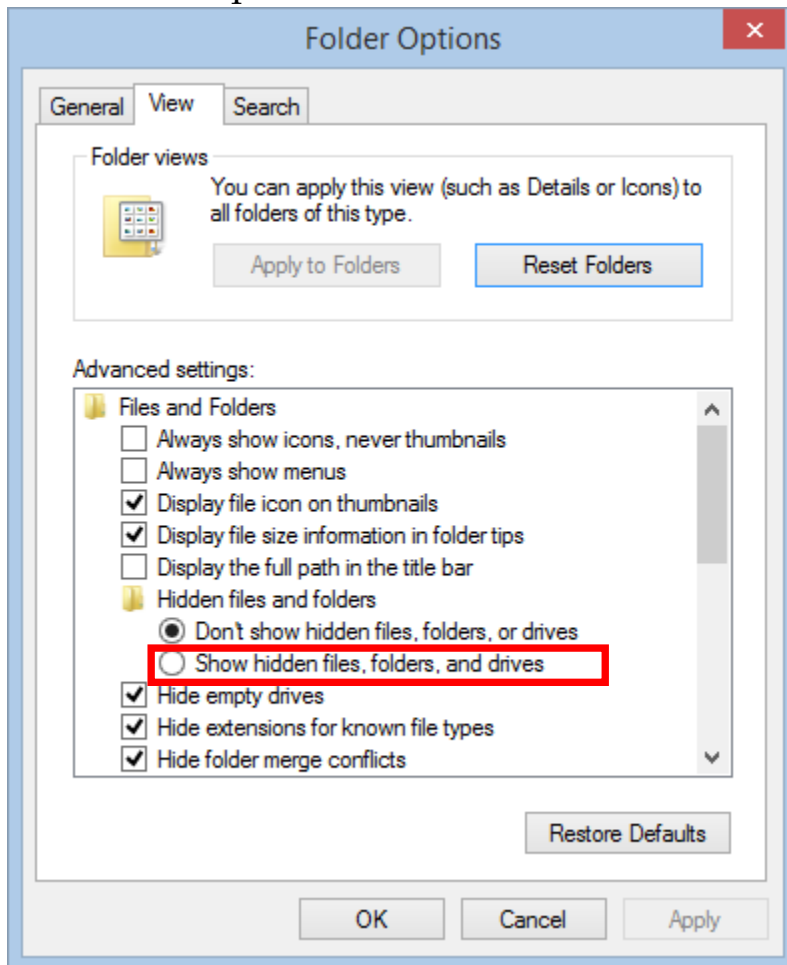 Folder Options
General View Search
Folder views
You can apply this view (such as Details or Icons) to
all folders of this type.
Apply to Folders Reset Folders
Advanced settings:
Files and Folders
Always show icons, never thumbnails
Always show menus
Display file icon on thumbnails
Display file size information in folder tips
Display the full path in the title bar
Hidden files and folders
Don't show hidden files, folders, or drives
Show hidden files, folders, and drives
Hide empty drives
Hide extensions for known file types
Hide folder merge conflicts
Restore Defaults
OK Cancel Apply